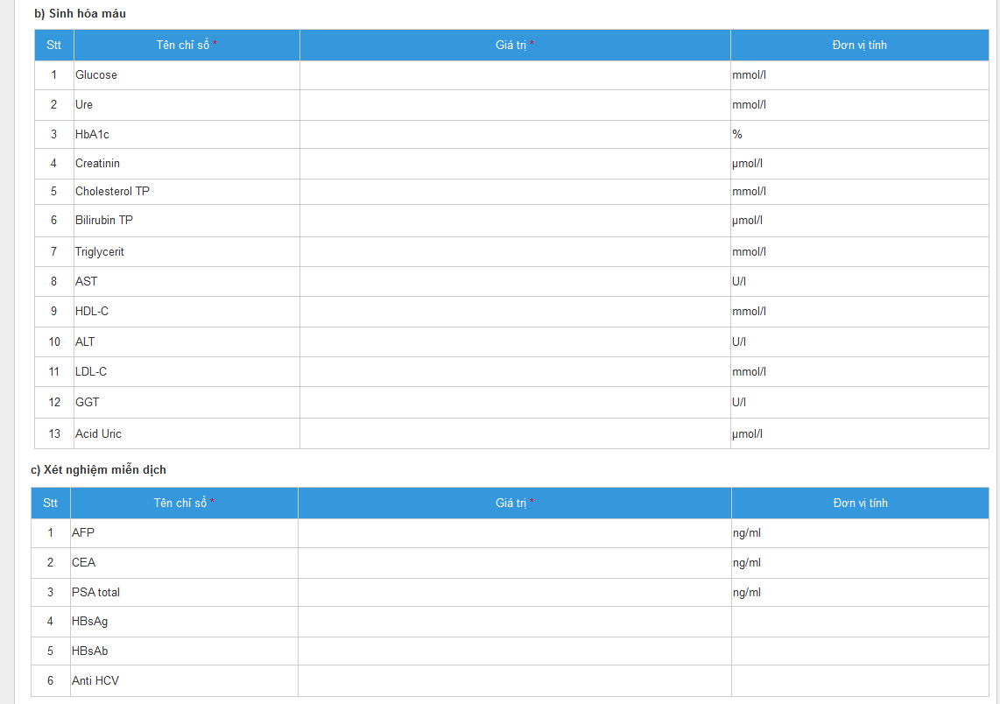 b) Sinh hóa máu
Stt Tên chỉ số * Giá trị * Đơn vị tính
1 Glucose mmol/l
2 Ure mmol/l
3 HbA1c %
4 Creatinin µmol/l
5 Cholesterol TP mmol/l
6 Bilirubin TP µmol/l
7 Triglycerit mmol/l
8 AST U/l
9 HDL-C mmol/l
10 ALT U/l
11 LDL-C mmol/l
12 GGT U/l
13 Acid Uric µmol/l
c) Xét nghiệm miễn dịch
Stt Tên chỉ số * Giá trị * Đơn vị tính
1 AFP ng/ml
2 CEA ng/ml
3 PSA total ng/ml
4 HBsAg
5 HBsAb
6 Anti HCV